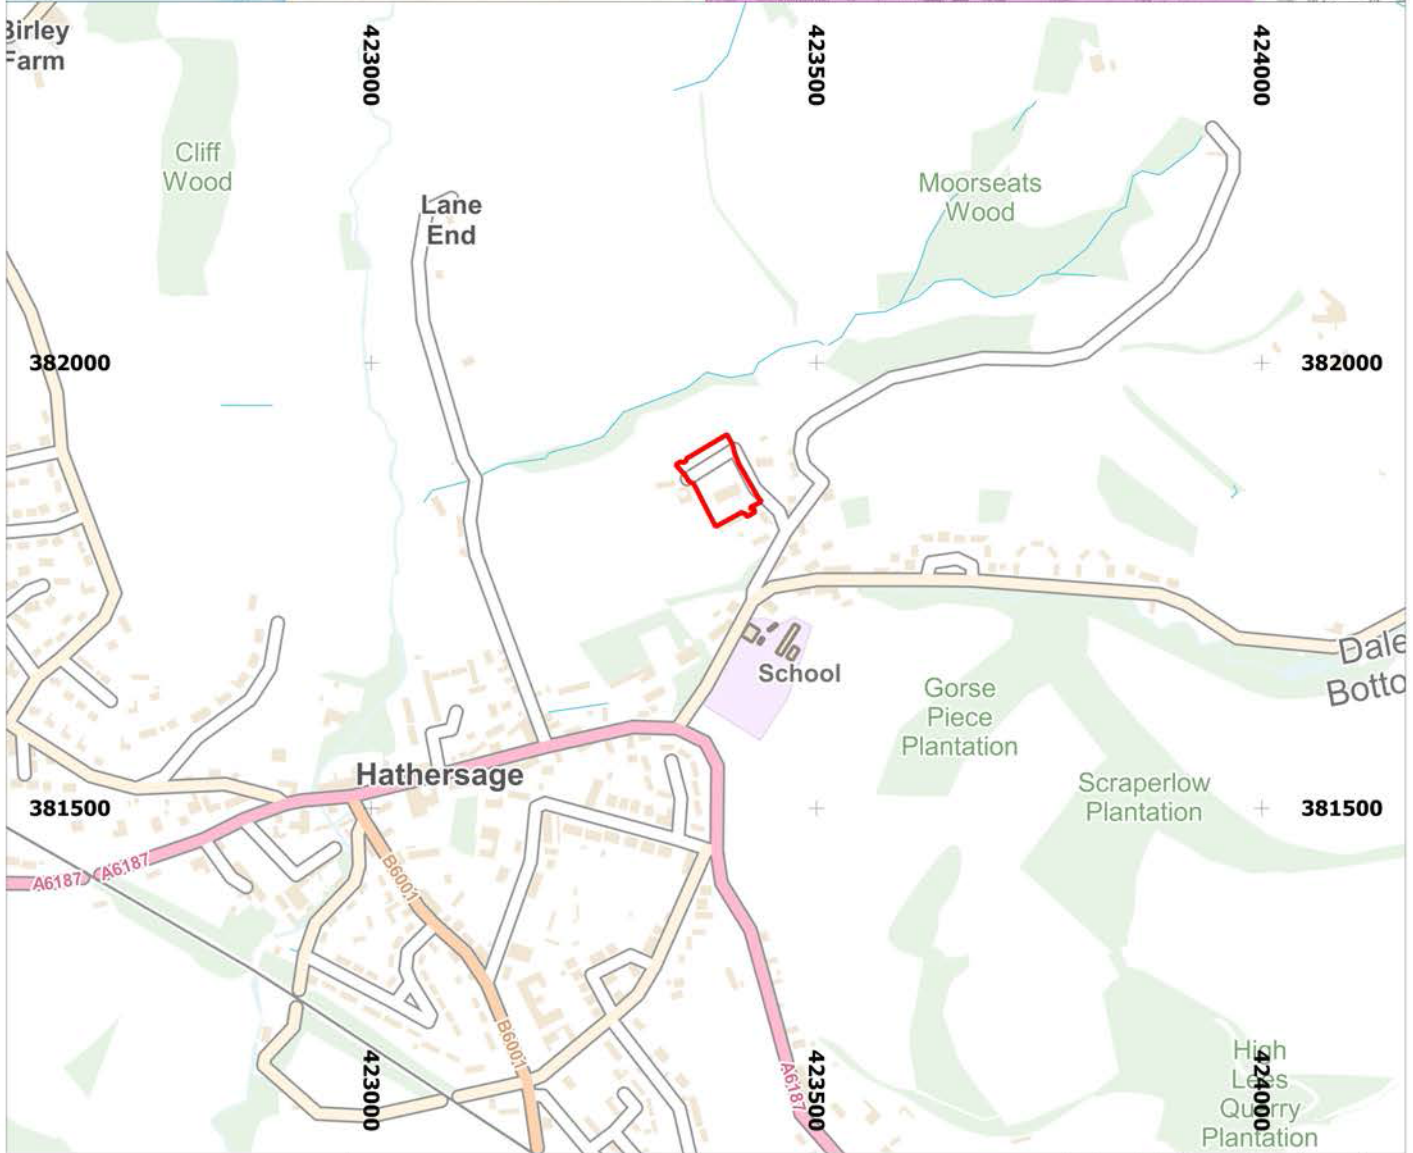 Birley
Farm
423000
423500
424000
Cliff
Wood
Moorseats
Wood
Lane
End
382000
382000
School
Dale
Botto
Gorse
Piece
Plantation
Hathersage
Scraperlow
Plantation
381500
381500
A6187
A6187
B6001
B6001
A6187
423000
423500
424000
High
Lees
Quarry
Plantation